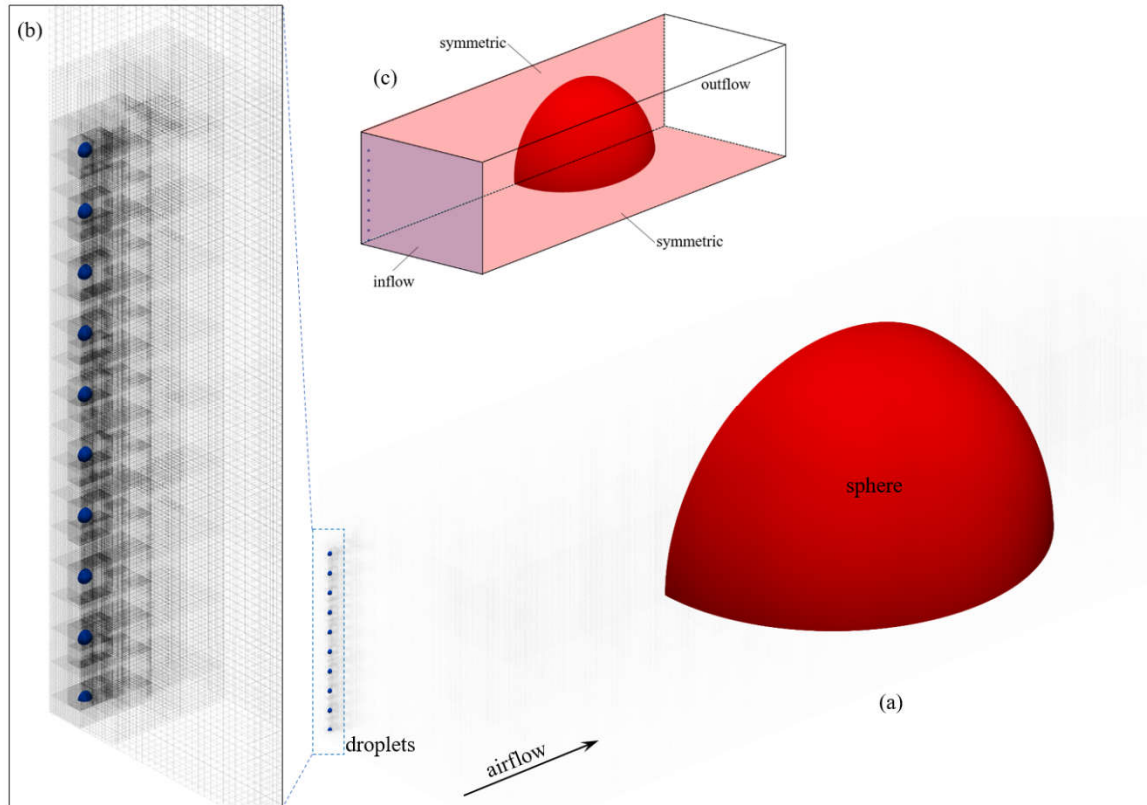 (b)
symmetric
(c)
outflow
symmetric
inflow
sphere
(a)
droplets
airflow